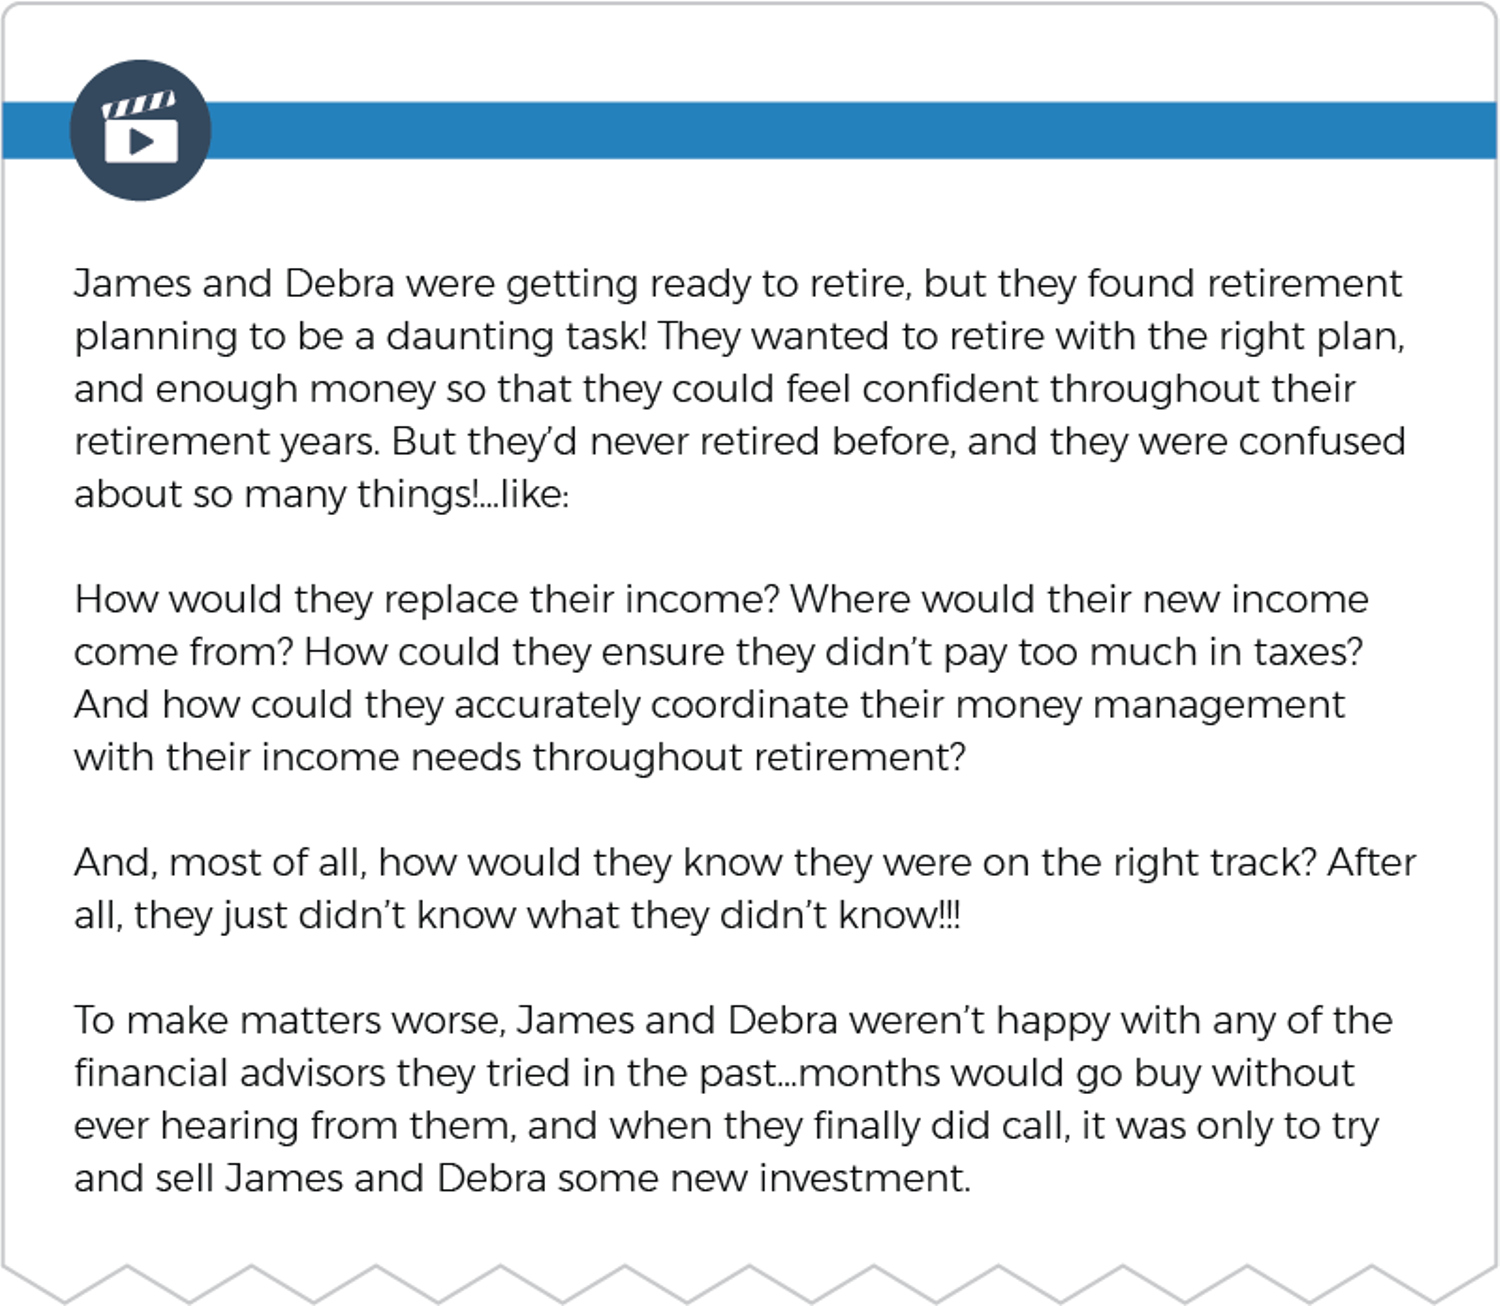 James and Debra were getting ready to retire, but they found retirement
planning to be a daunting task! They wanted to retire with the right plan,
and enough money so that they could feel confident throughout their
retirement years. But they’d never retired before, and they were confused
about so many things!...like:
How would they replace their income? Where would their new income
come from? How could they ensure they didn’t pay too much in taxes?
And how could they accurately coordinate their money management
with their income needs throughout retirement?
And, most of all, how would they know they were on the right track? After
all, they just didn’t know what they didn’t know!!!
To make matters worse, James and Debra weren’t happy with any of the
financial advisors they tried in the past...months would go buy without
ever hearing from them, and when they finally did call, it was only to try
and sell James and Debra some new investment.